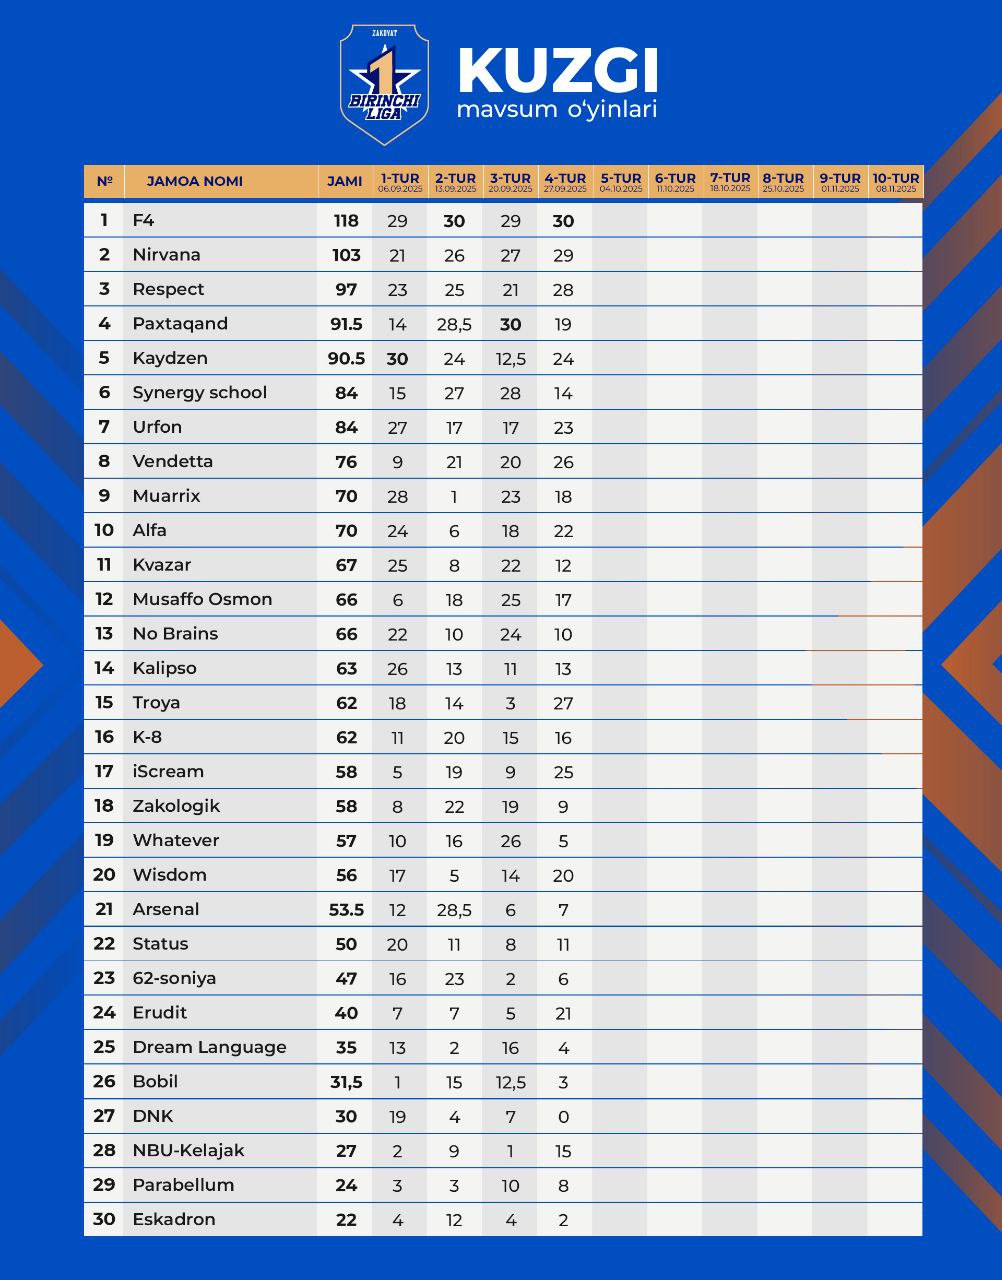 ZAKOVAT
1
BIRINCHI
LIGA
KUZGI
mavsum o‘yinlari
№ JAMOA NOMI JAMI 1-TUR 2-TUR 3-TUR 4-TUR 5-TUR 6-TUR 7-TUR 8-TUR 9-TUR 10-TUR
06.09.2025 13.09.2025 20.09.2025 27.09.2025 04.10.2025 11.10.2025 18.10.2025 25.10.2025 01.11.2025 08.11.2025
1 F4 118 29 30 29 30
2 Nirvana 103 21 26 27 29
3 Respect 97 23 25 21 28
4 Paxtaqand 91.5 14 28,5 30 19
5 Kaydzen 90.5 30 24 12,5 24
6 Synergy school 84 15 27 28 14
7 Urfon 84 27 17 17 23
8 Vendetta 76 9 21 20 26
9 Muarrix 70 28 1 23 18
10 Alfa 70 24 6 18 22
11 Kvazar 67 25 8 22 12
12 Musaffo Osmon 66 6 18 25 17
13 No Brains 66 22 10 24 10
14 Kalipso 63 26 13 11 13
15 Troya 62 18 14 3 27
16 K-8 62 11 20 15 16
17 iScream 58 5 19 9 25
18 Zakologik 58 8 22 19 9
19 Whatever 57 10 16 26 5
20 Wisdom 56 17 5 14 20
21 Arsenal 53.5 12 28,5 6 7
22 Status 50 20 11 8 11
23 62-soniya 47 16 23 2 6
24 Erudit 40 7 7 5 21
25 Dream Language 35 13 2 16 4
26 Bobil 31,5 1 15 12,5 3
27 DNK 30 19 4 7 0
28 NBU-Kelajak 27 2 9 1 15
29 Parabellum 24 3 3 10 8
30 Eskadron 22 4 12 4 2